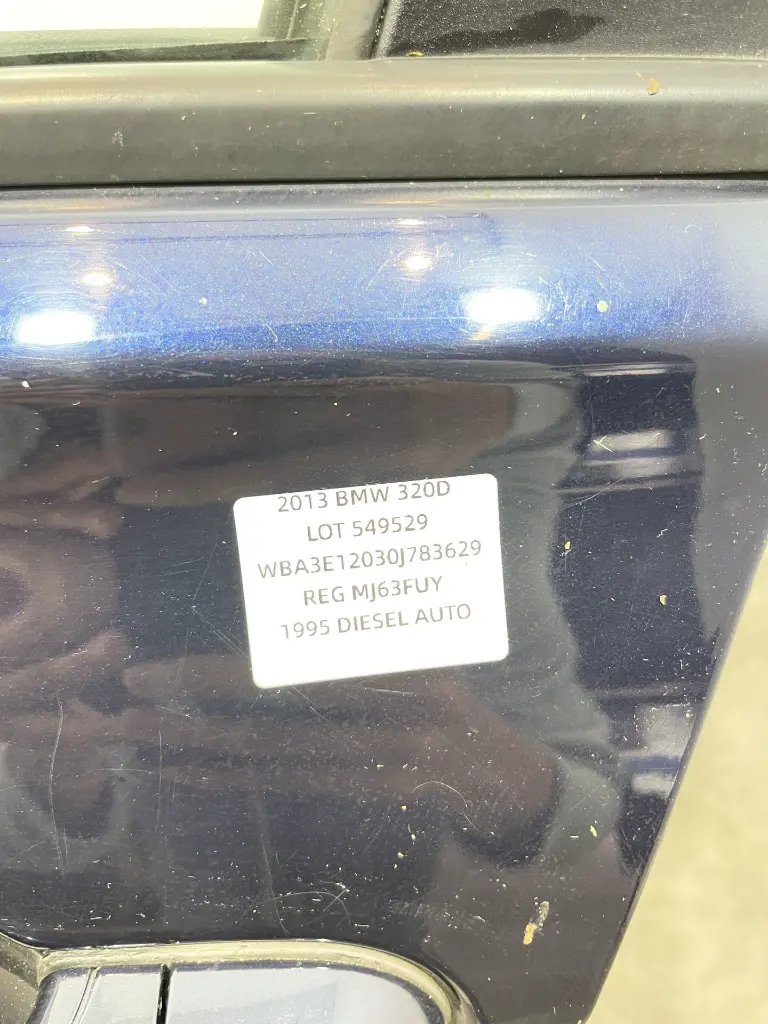 2013 BMW 320D
LOT 549529
WBA3E12030J783629
REG MJ63FUY
1995 DIESEL AUTO